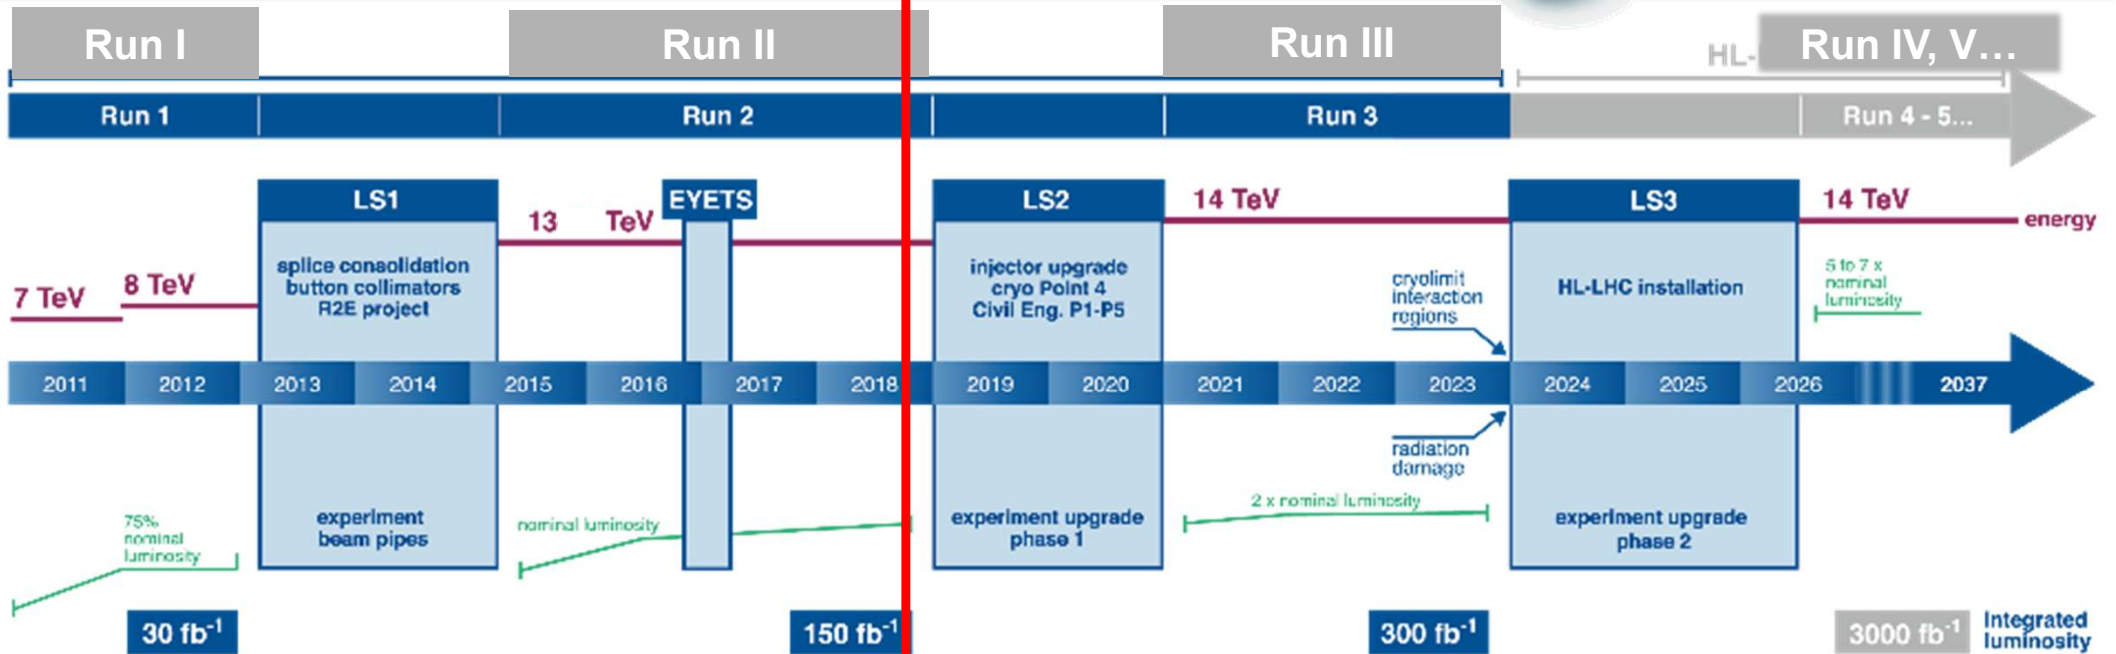 Run I
Run II
Run III
HL-
Run IV, V…
Run 1
Run 2
Run 3
Run 4 - 5...
LS1
EYETS
LS2
LS3
13 TeV
14 TeV
14 TeV
energy
7 TeV
8 TeV
splice consolidation
button collimators
R2E project
injector upgrade
cryo Point 4
Civil Eng. P1-P5
cryolimit
interaction
regions
HL-LHC installation
5 to 7 x
nominal
luminosity
2011
2012
2013
2014
2015
2016
2017
2018
2019
2020
2021
2022
2023
2024
2025
2026
2037
radiation
damage
75%
nominal
luminosity
experiment
beam pipes
nominal luminosity
experiment upgrade
phase 1
2 x nominal luminosity
experiment upgrade
phase 2
30 fb-1
150 fb-1
300 fb-1
3000 fb-1
Integrated
luminosity